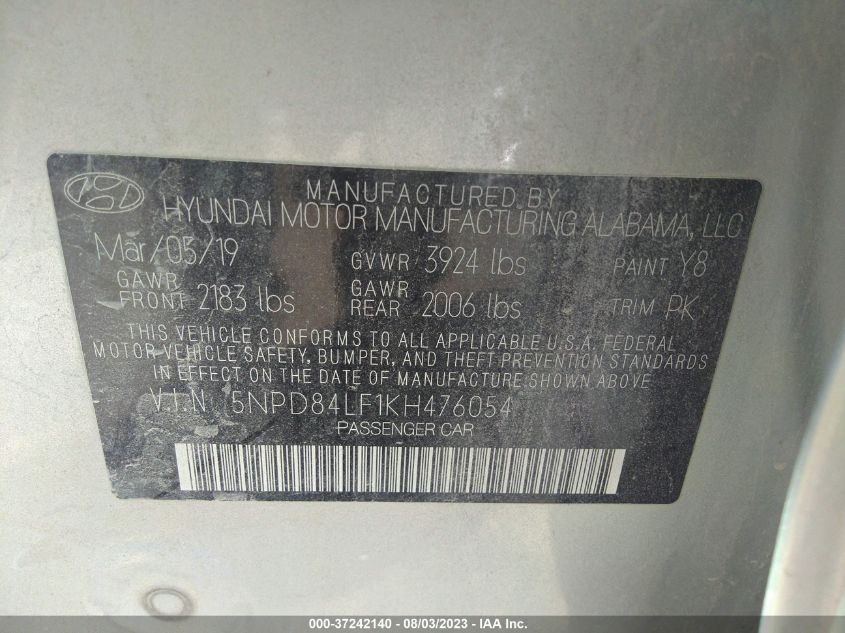 MANUFACTURED BY
HYUNDAI MOTOR MANUFACTURING ALABAMA, LLC
Mar/05/19 GVWR 3924 lbs PAINT Y8
GAWR FRONT 2183 lbs GAWR REAR 2006 lbs TRIM PK
THIS VEHICLE CONFORMS TO ALL APPLICABLE U.S.A. FEDERAL
MOTOR VEHICLE SAFETY, BUMPER, AND THEFT PREVENTION STANDARDS
IN EFFECT ON THE DATE OF MANUFACTURE SHOWN ABOVE
V.I.N 5NPD84LF1KH476054
PASSENGER CAR
000-37242140 - 08/03/2023 - IAA Inc.